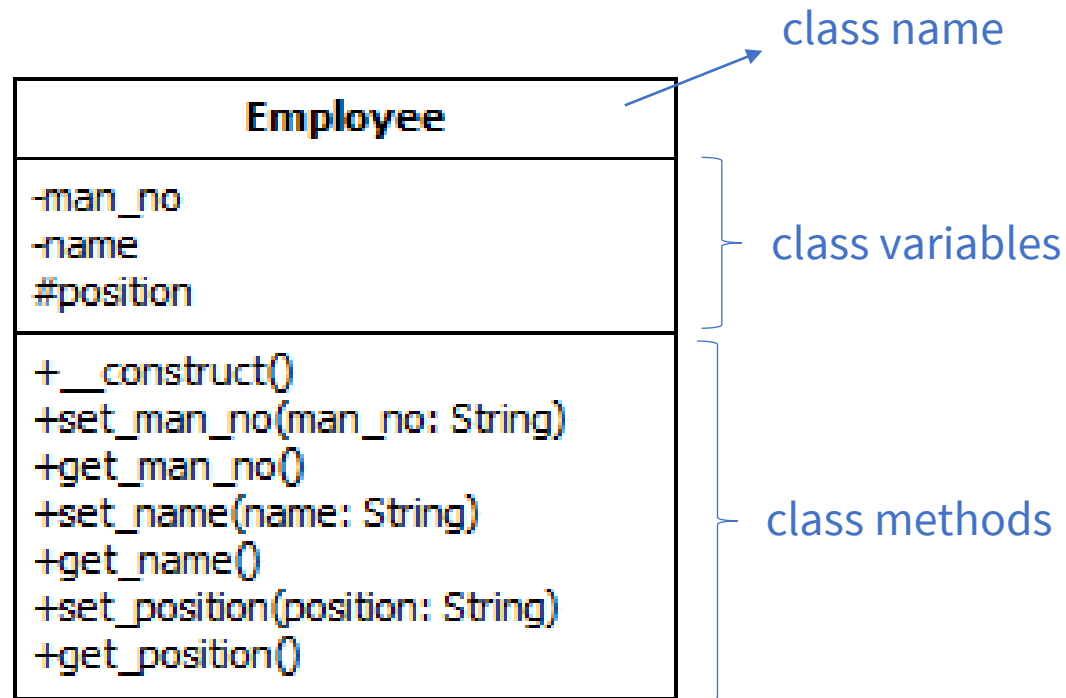 class name
Employee
-man_no
-name
#position
class variables
+__construct()
+set_man_no(man_no: String)
+get_man_no()
+set_name(name: String)
+get_name()
+set_position(position: String)
+get_position()
class methods